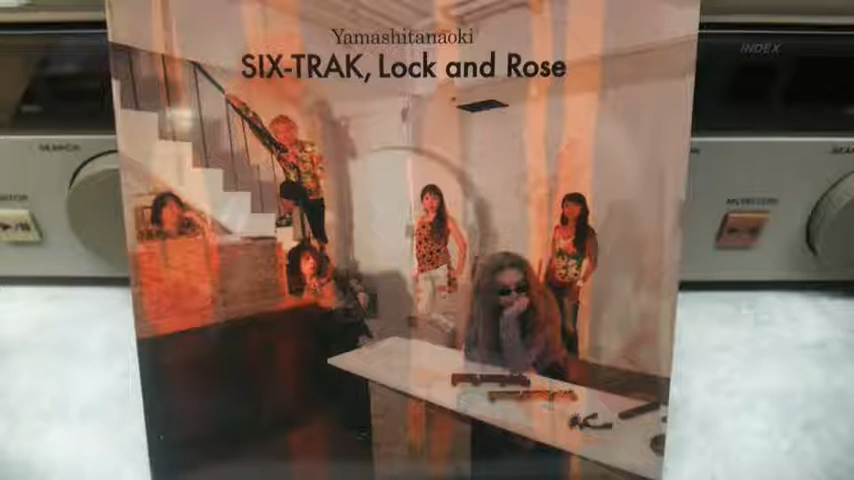 Yamashitanaoki
SIX-TRAK, Lock and Rose
INDEX
SEARCH